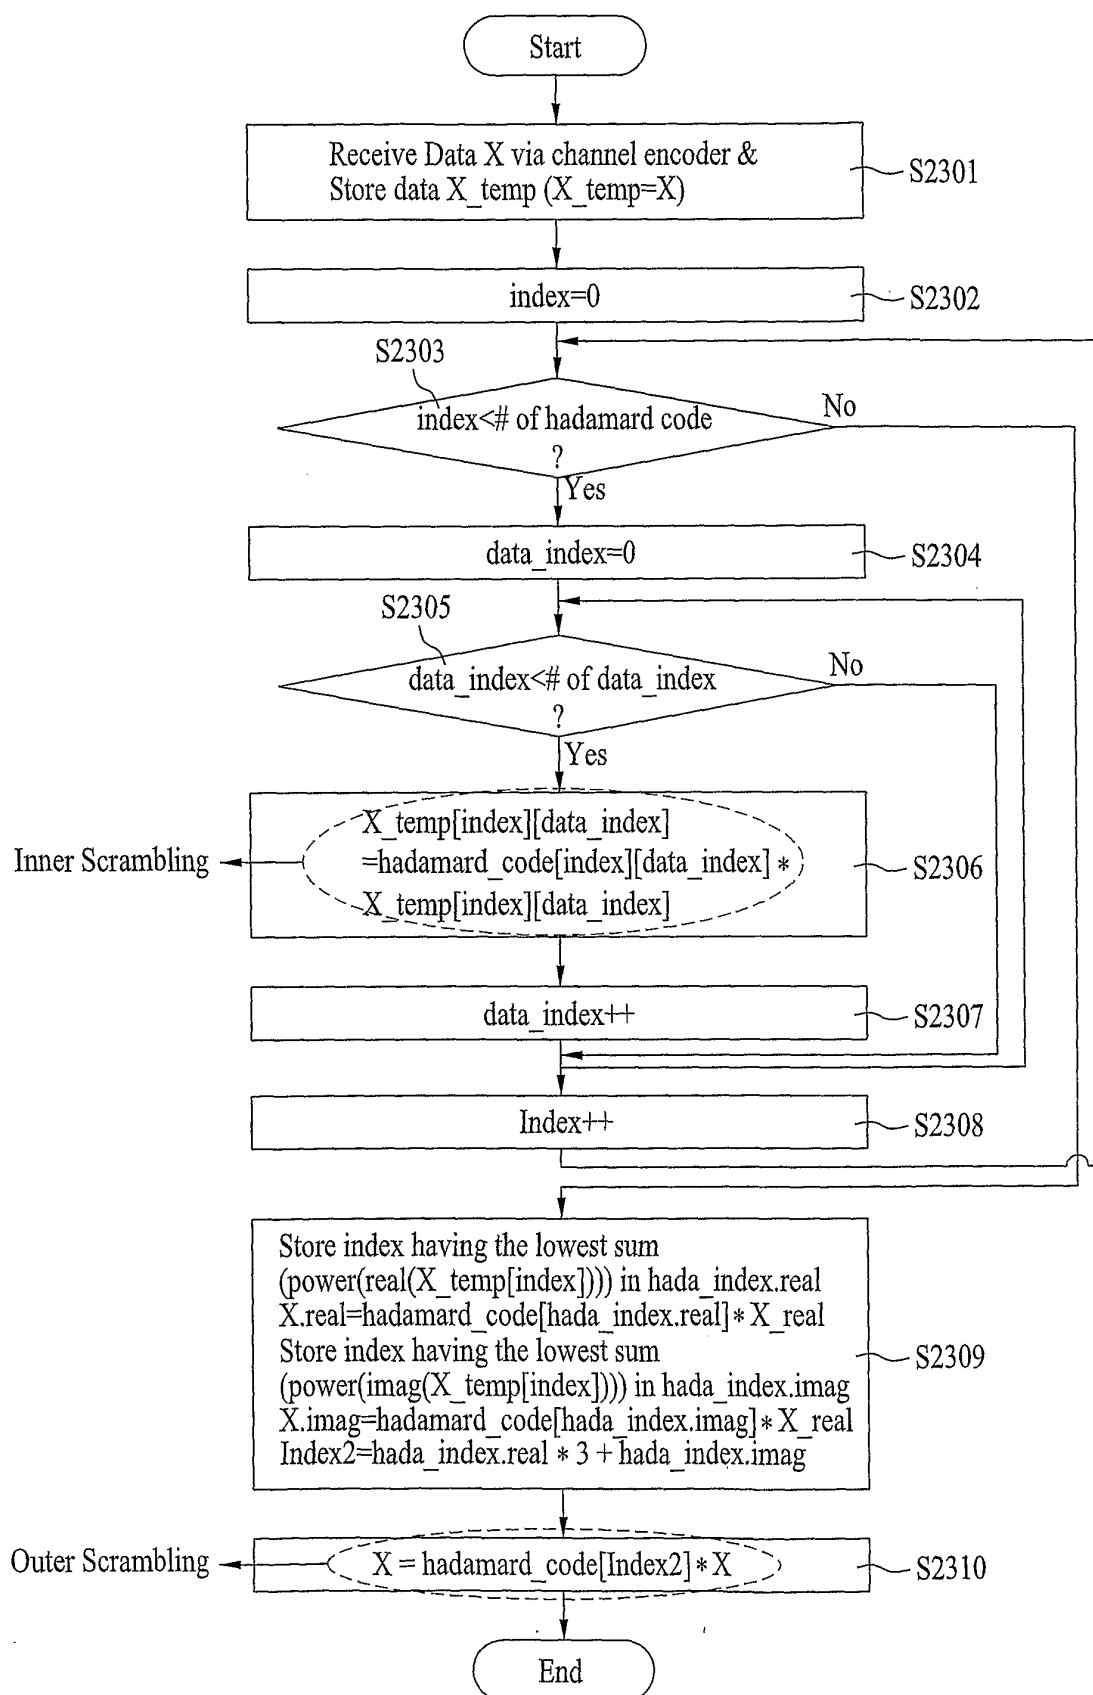 Start
Receive Data X via channel encoder &
Store data X_temp (X_temp=X)
S2301
index=0
S2302
S2303
index<# of hadamard code
?
No
Yes
data_index=0
S2304
S2305
data_index<# of data_index
?
No
Yes
X_temp[index][data_index]
=hadamard_code[index][data_index] *
X_temp[index][data_index]
Inner Scrambling
S2306
data_index++
S2307
Index++
S2308
Store index having the lowest sum
(power(real(X_temp[index]))) in hada_index.real
X.real=hadamard_code[hada_index.real] * X_real
Store index having the lowest sum
(power(imag(X_temp[index]))) in hada_index.imag
X.imag=hadamard_code[hada_index.imag] * X_real
Index2=hada_index.real * 3 + hada_index.imag
S2309
Outer Scrambling
X = hadamard_code[Index2] * X
S2310
End